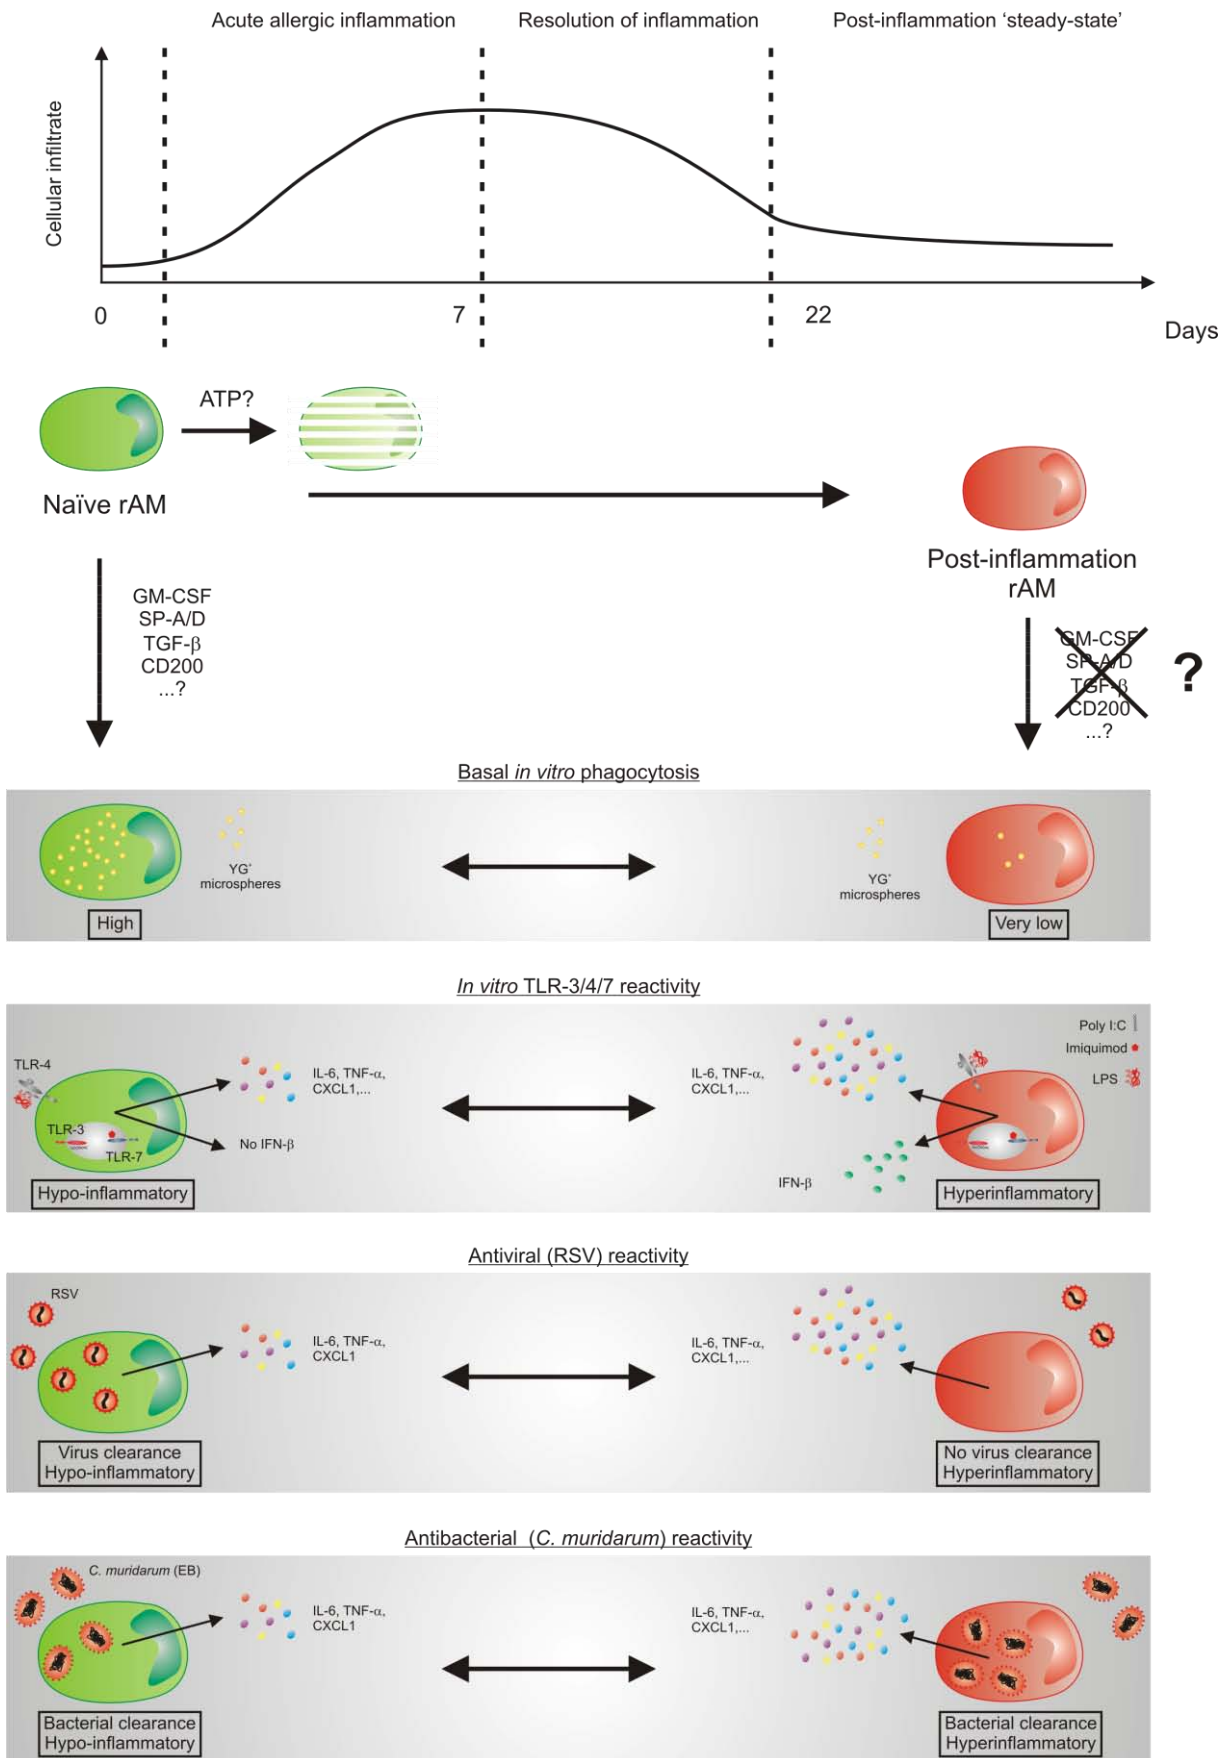 Acute allergic inflammation
Resolution of inflammation
Post-inflammation ‘steady-state’
Cellular infiltrate
0
7
22
Days
ATP?
Naïve rAM
Post-inflammation
rAM
GM-CSF
SP-A/D
TGF-β
CD200
...?
GM-CSF
SP-A/D
TGF-β
CD200
...?
?
Basal in vitro phagocytosis
YG+
microspheres
High
YG+
microspheres
Very low
In vitro TLR-3/4/7 reactivity
TLR-4
TLR-3
TLR-7
IL-6, TNF-α,
CXCL1,...
No IFN-β
Hypo-inflammatory
IL-6, TNF-α,
CXCL1,...
IFN-β
Poly I:C
Imiquimod
LPS
Hyperinflammatory
Antiviral (RSV) reactivity
RSV
IL-6, TNF-α,
CXCL1
Virus clearance
Hypo-inflammatory
IL-6, TNF-α,
CXCL1,...
No virus clearance
Hyperinflammatory
Antibacterial (C. muridarum) reactivity
C. muridarum (EB)
IL-6, TNF-α,
CXCL1
Bacterial clearance
Hypo-inflammatory
IL-6, TNF-α,
CXCL1,...
Bacterial clearance
Hyperinflammatory